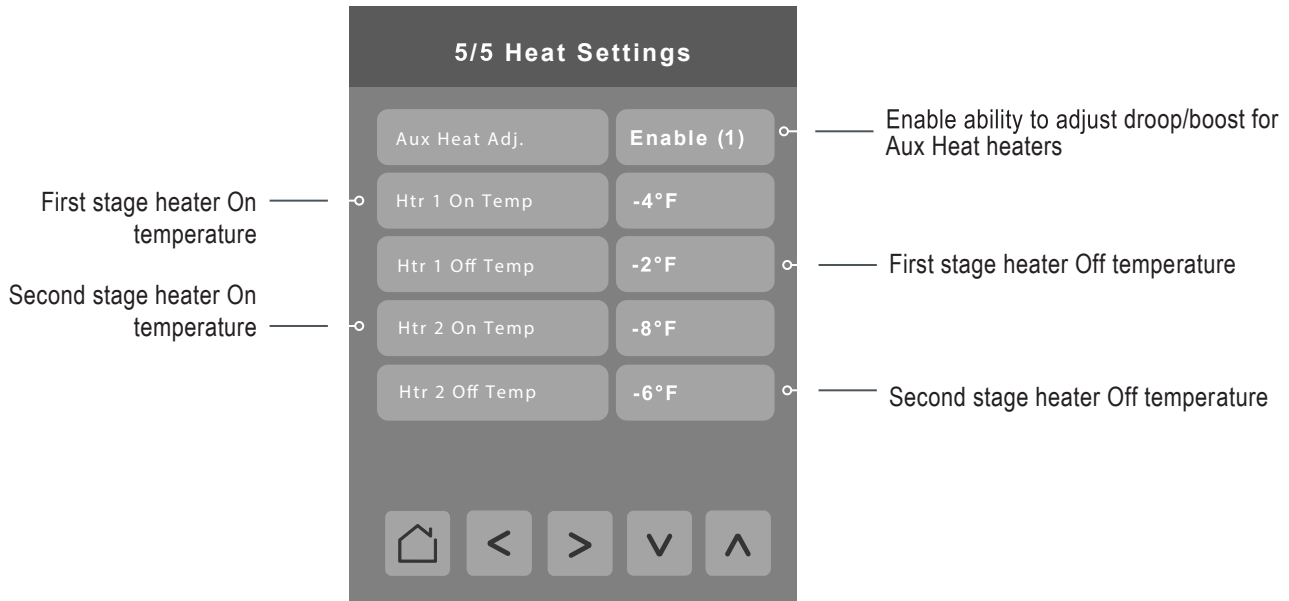 5/5 Heat Settings
Aux Heat Adj.
Enable (1)
Enable ability to adjust droop/boost for
Aux Heat heaters
First stage heater On
temperature
Htr 1 On Temp
-4°F
Htr 1 Off Temp
-2°F
First stage heater Off temperature
Second stage heater On
temperature
Htr 2 On Temp
-8°F
Htr 2 Off Temp
-6°F
Second stage heater Off temperature